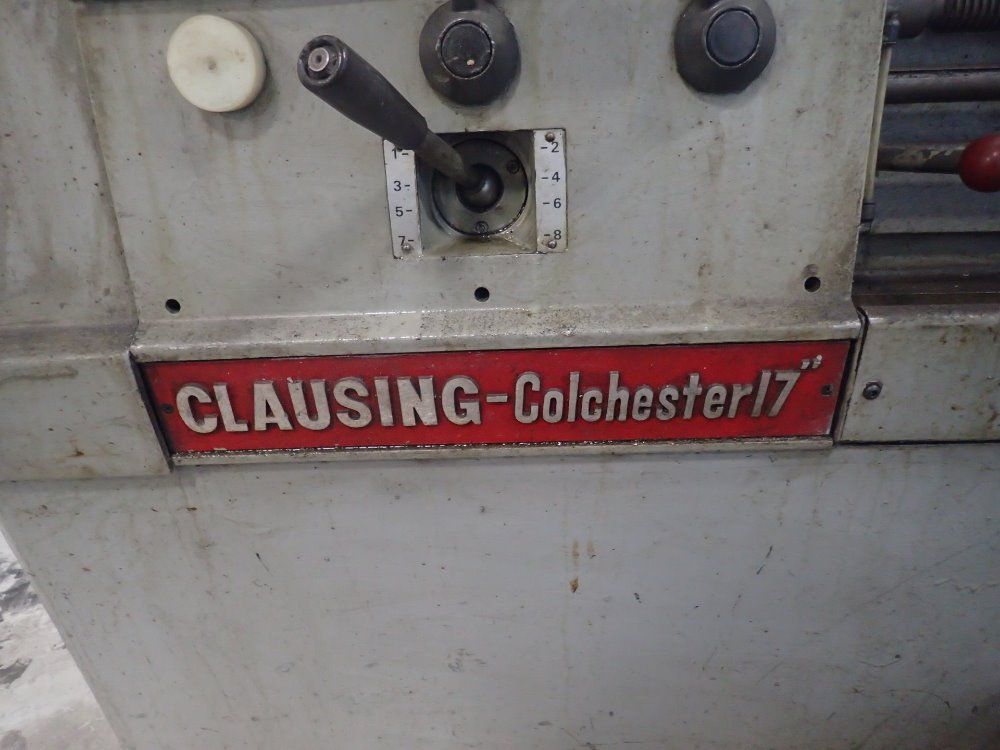 1- -2
3- -4
5- -6
7- -8
CLAUSING-Colchester17"